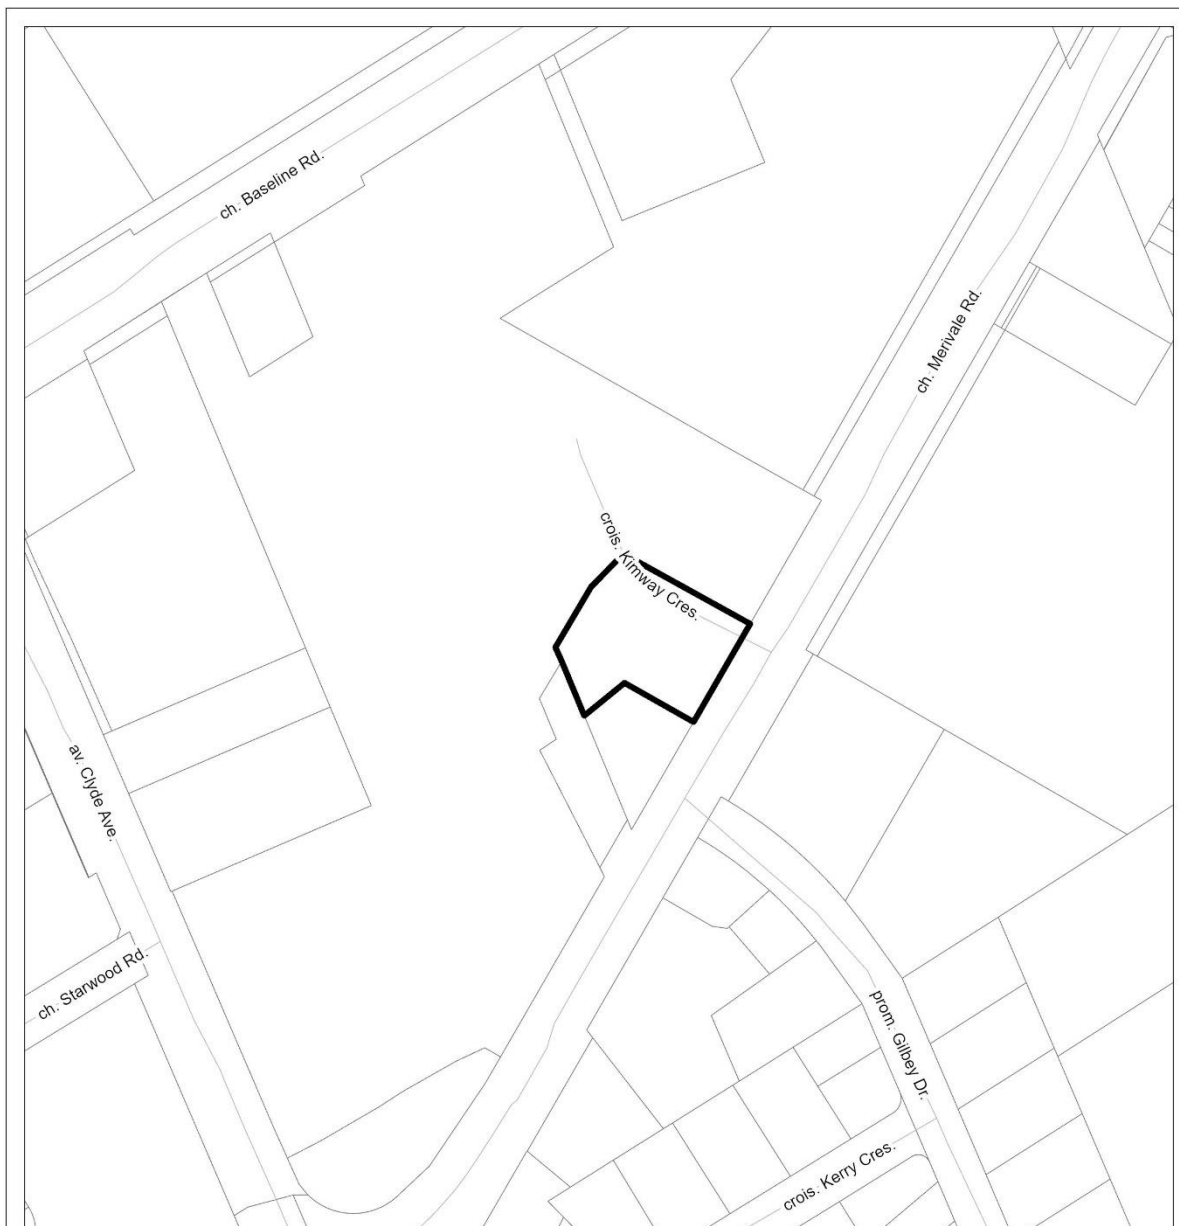 ch. Baseline Rd.
ch. Merivale Rd.
crois. Kimway Cres.
av. Clyde Ave.
ch. Starwood Rd.
prom. Gilbey Dr.
crois. Kerry Cres.